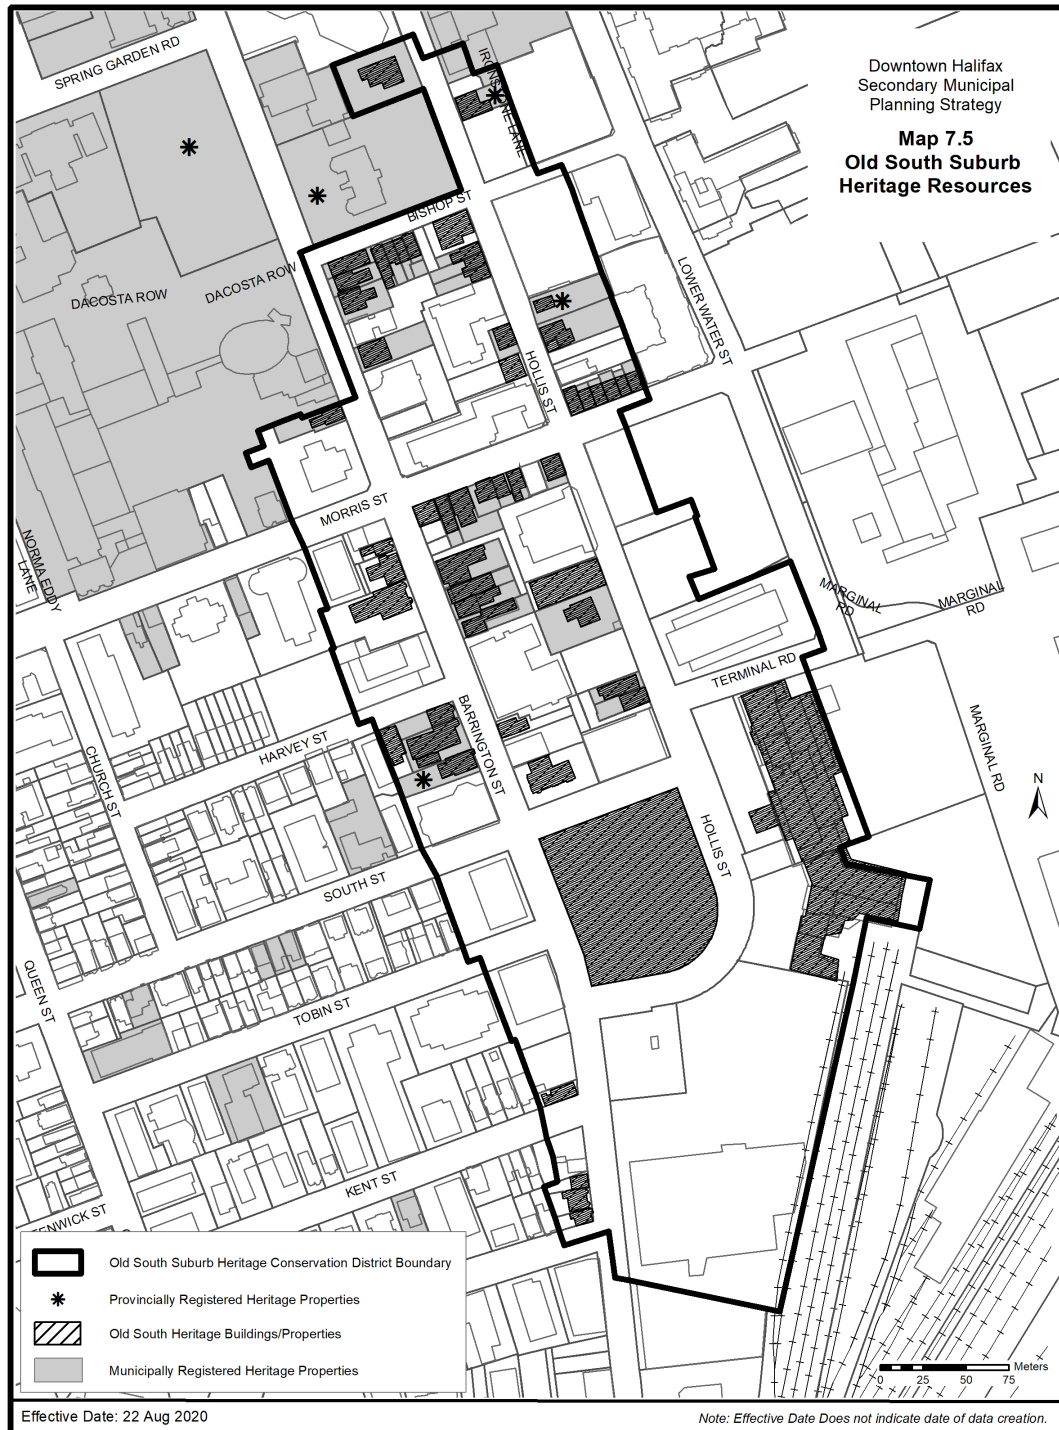 SPRING GARDEN RD
IRONSTONE LANE
Downtown Halifax
Secondary Municipal
Planning Strategy
Map 7.5
Old South Suburb
Heritage Resources
BISHOP ST
DACOSTA ROW
DACOSTA ROW
LOWER WATER ST
HOLLIS ST
MORRIS ST
NORMA EDDY
LANE
MARGINAL
RD
MARGINAL
RD
TERMINAL RD
BARRINGTON ST
HARVEY ST
CHURCH ST
MARGINAL RD
N
HOLLIS ST
SOUTH ST
QUEEN ST
TOBIN ST
KENT ST
ENWICK ST
Old South Suburb Heritage Conservation District Boundary
Provincially Registered Heritage Properties
Old South Heritage Buildings/Properties
Municipally Registered Heritage Properties
Meters
0 25 50 75
Effective Date: 22 Aug 2020
Note: Effective Date Does not indicate date of data creation.